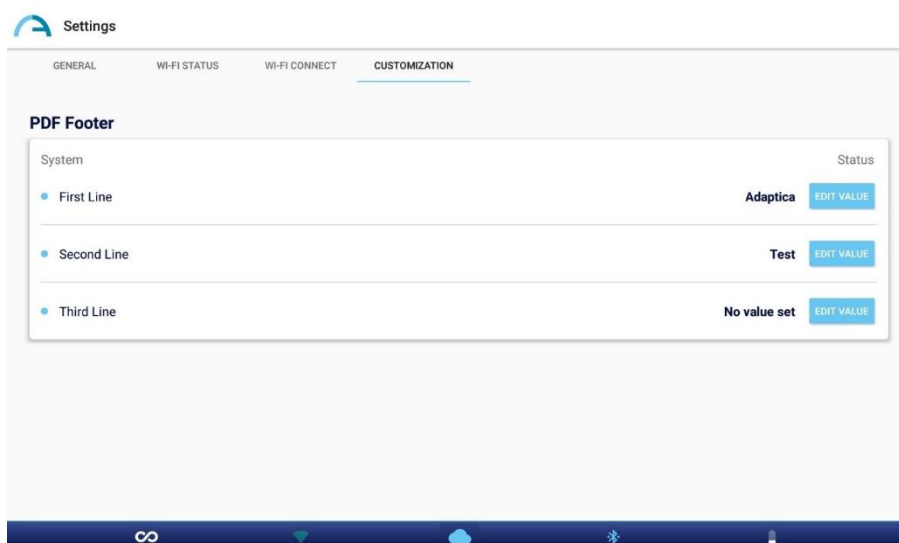 Settings
GENERAL WI-FI STATUS WI-FI CONNECT CUSTOMIZATION
PDF Footer
System Status
First Line Adaptica EDIT VALUE
Second Line Test EDIT VALUE
Third Line No value set EDIT VALUE